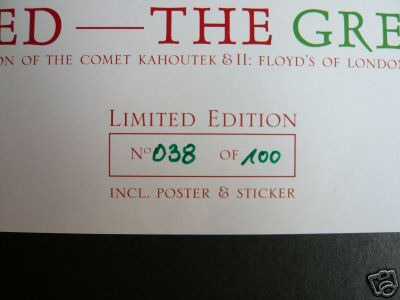 ED — THE GRE
ON OF THE COMET KAHOUTEK & II: FLOYD'S OF LONDON
LIMITED EDITION
No 038 OF 100
INCL. POSTER & STICKER